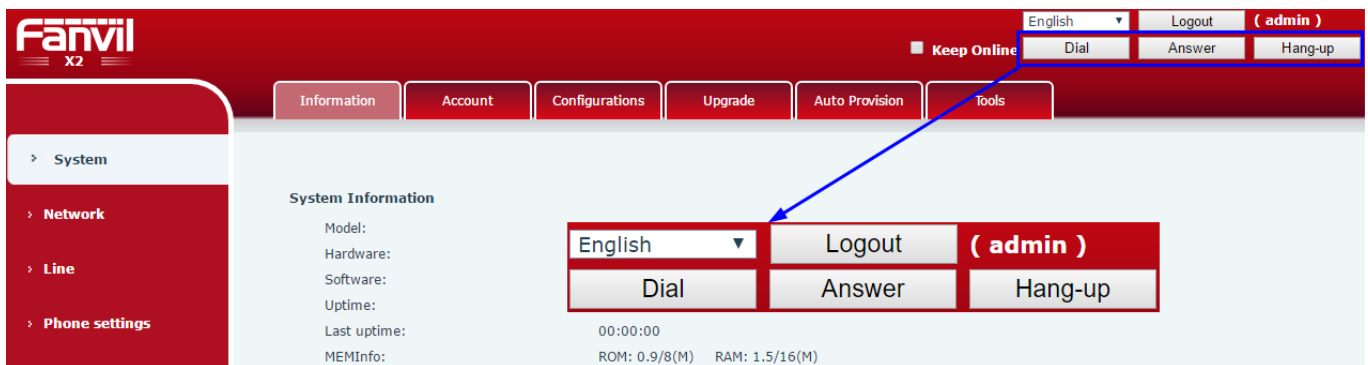 Fanvil
X2
English Logout ( admin )
Keep Online Dial Answer Hang-up
Information Account Configurations Upgrade Auto Provision Tools
› System
› Network
› Line
› Phone settings
System Information
Model:
Hardware:
Software:
Uptime:
Last uptime: 00:00:00
MEMInfo: ROM: 0.9/8(M) RAM: 1.5/16(M)
English Logout ( admin )
Dial Answer Hang-up